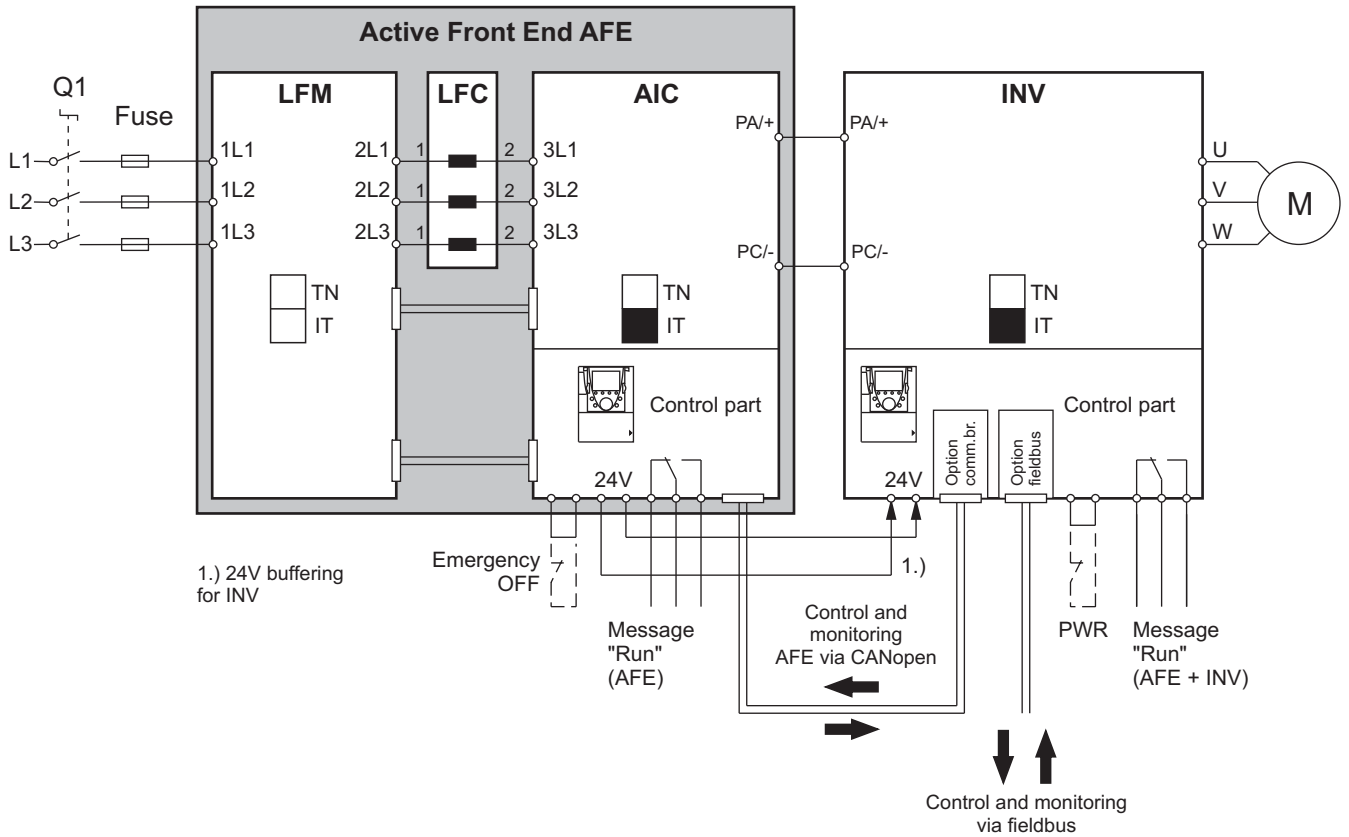 Active Front End AFE
Q1
Fuse
LFM
LFC
AIC
INV
PA/+
PA/+
L1
1L1
2L1
1
2
3L1
U
L2
1L2
2L2
1
2
3L2
V
M
L3
1L3
2L3
1
2
3L3
W
PC/-
PC/-
TN
IT
TN
IT
TN
IT
Control part
Control part
24V
24V
Option
comm.br.
Option
fieldbus
1.) 24V buffering
for INV
Emergency
OFF
1.)
Message
"Run"
(AFE)
Control and
monitoring
AFE via CANopen
PWR
Message
"Run"
(AFE + INV)
Control and monitoring
via fieldbus